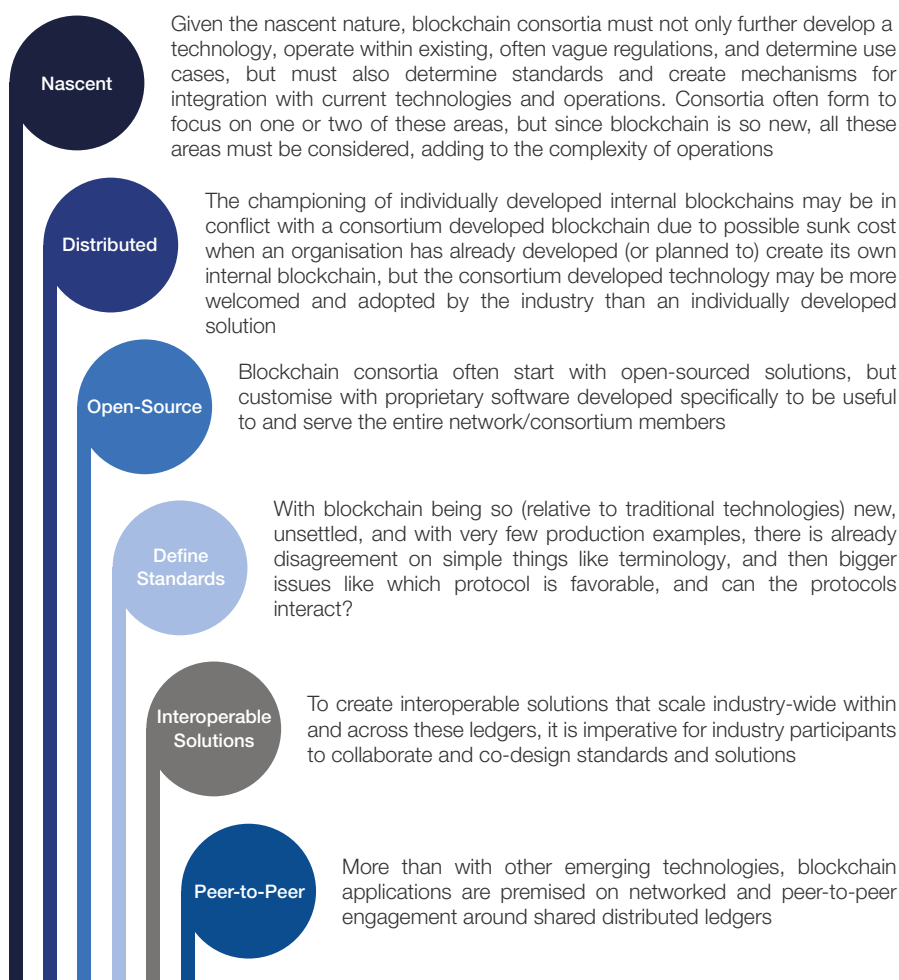 Nascent
Given the nascent nature, blockchain consortia must not only further develop a
technology, operate within existing, often vague regulations, and determine use
cases, but must also determine standards and create mechanisms for
integration with current technologies and operations. Consortia often form to
focus on one or two of these areas, but since blockchain is so new, all these
areas must be considered, adding to the complexity of operations
Distributed
The championing of individually developed internal blockchains may be in
conflict with a consortium developed blockchain due to possible sunk cost
when an organisation has already developed (or planned to) create its own
internal blockchain, but the consortium developed technology may be more
welcomed and adopted by the industry than an individually developed
solution
Open-Source
Blockchain consortia often start with open-sourced solutions, but
customise with proprietary software developed specifically to be useful
to and serve the entire network/consortium members
Define
Standards
With blockchain being so (relative to traditional technologies) new,
unsettled, and with very few production examples, there is already
disagreement on simple things like terminology, and then bigger
issues like which protocol is favorable, and can the protocols
interact?
Interoperable
Solutions
To create interoperable solutions that scale industry-wide within
and across these ledgers, it is imperative for industry participants
to collaborate and co-design standards and solutions
Peer-to-Peer
More than with other emerging technologies, blockchain
applications are premised on networked and peer-to-peer
engagement around shared distributed ledgers